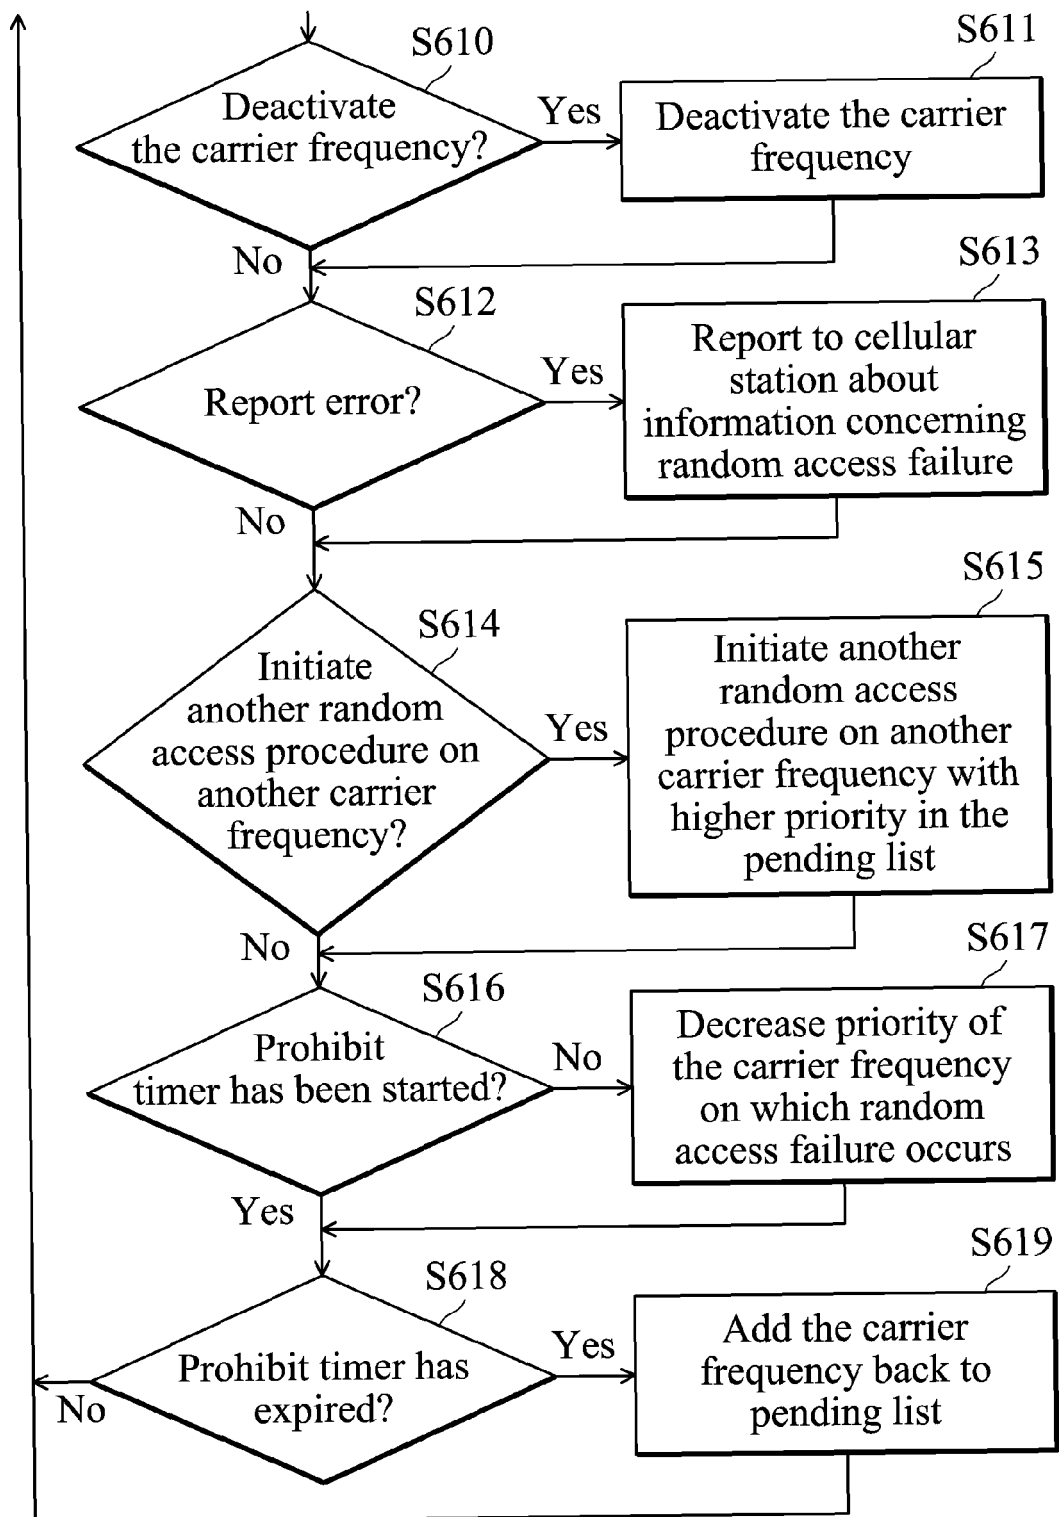 S610
Deactivate
the carrier frequency?
Yes
S611
Deactivate the carrier
frequency
No
S612
Report error?
Yes
S613
Report to cellular
station about
information concerning
random access failure
No
S614
Initiate
another random
access procedure on
another carrier
frequency?
Yes
S615
Initiate another
random access
procedure on another
carrier frequency with
higher priority in the
pending list
No
S616
Prohibit
timer has been started?
No
S617
Decrease priority of
the carrier frequency
on which random
access failure occurs
Yes
S618
Prohibit timer has
expired?
Yes
S619
Add the carrier
frequency back to
pending list
No